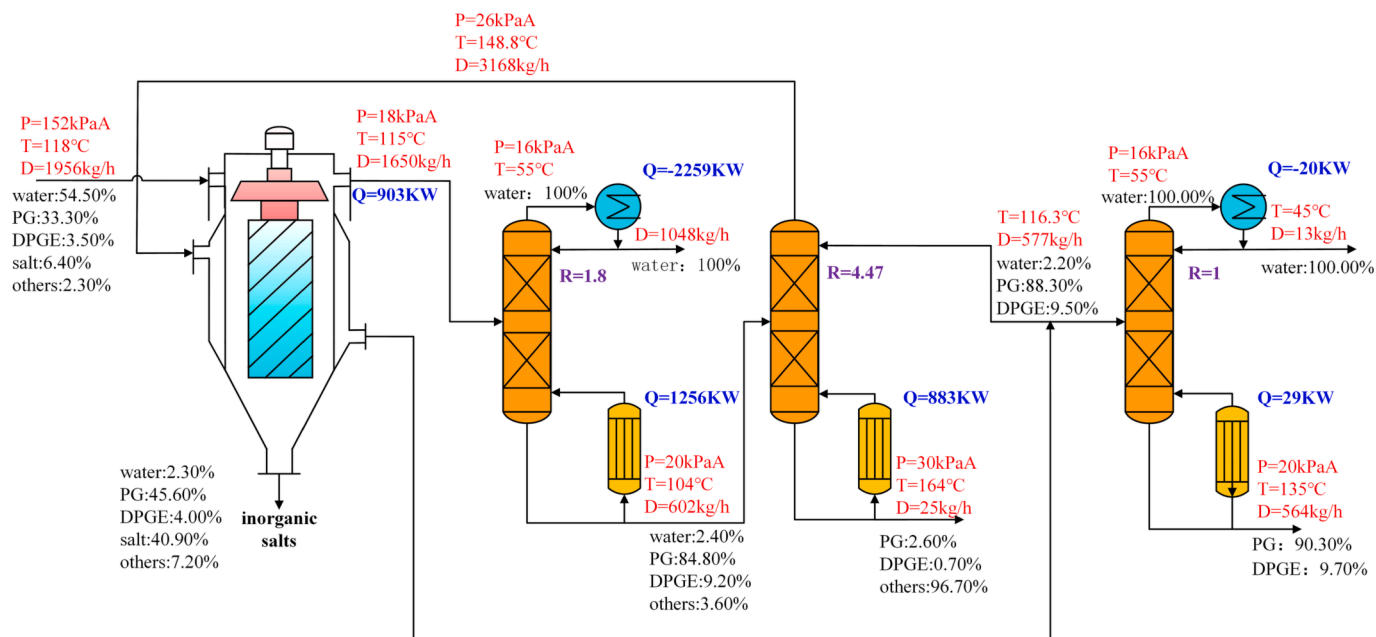 P=26kPaA
T=148.8℃
D=3168kg/h
P=152kPaA
T=118℃
D=1956kg/h
water:54.50%
PG:33.30%
DPGE:3.50%
salt:6.40%
others:2.30%
P=18kPaA
T=115℃
D=1650kg/h
Q=903KW
P=16kPaA
T=55℃
water：100%
Q=-2259KW
D=1048kg/h
water：100%
R=1.8
Q=1256KW
P=20kPaA
T=104℃
D=602kg/h
water:2.40%
PG:84.80%
DPGE:9.20%
others:3.60%
R=4.47
Q=883KW
P=30kPaA
T=164℃
D=25kg/h
PG:2.60%
DPGE:0.70%
others:96.70%
T=116.3℃
D=577kg/h
water:2.20%
PG:88.30%
DPGE:9.50%
P=16kPaA
T=55℃
water:100.00%
Q=-20KW
T=45℃
D=13kg/h
water:100.00%
R=1
Q=29KW
P=20kPaA
T=135℃
D=564kg/h
PG：90.30%
DPGE：9.70%
water:2.30%
PG:45.60%
DPGE:4.00%
salt:40.90%
others:7.20%
inorganic
salts